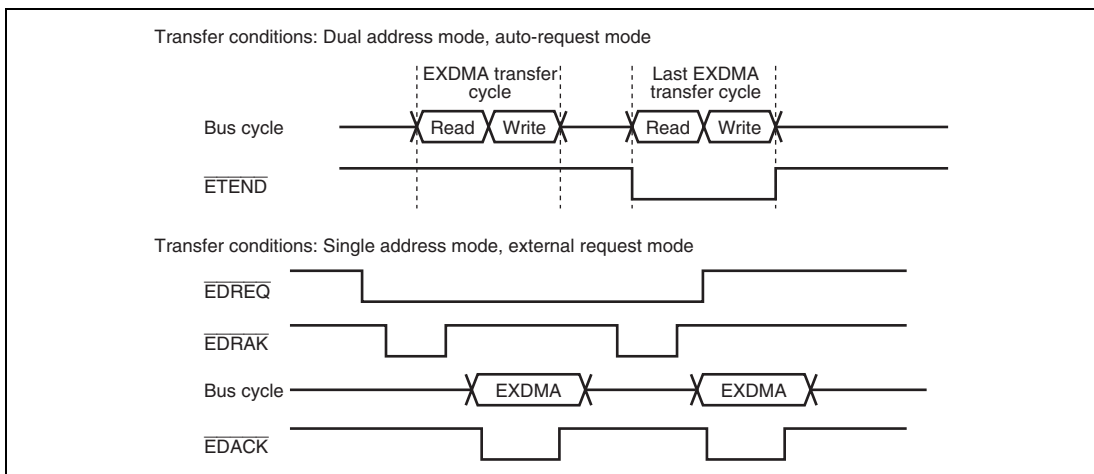 Transfer conditions: Dual address mode, auto-request mode
EXDMA transfer cycle
Last EXDMA transfer cycle
Bus cycle
Read
Write
Read
Write
ETEND
Transfer conditions: Single address mode, external request mode
EDREQ
EDRAK
Bus cycle
EXDMA
EXDMA
EDACK